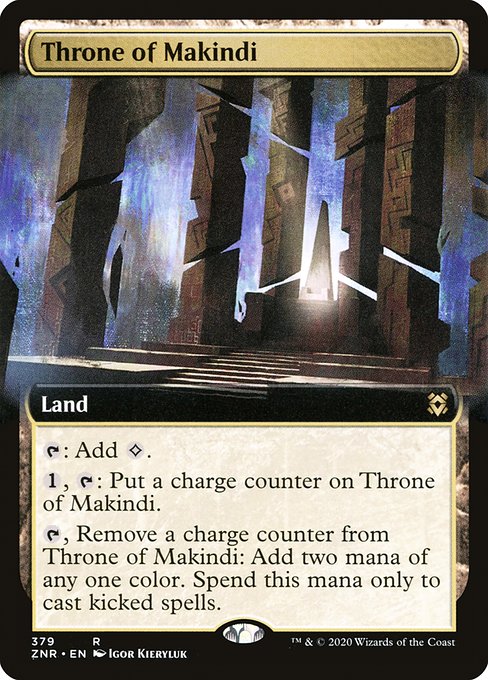 Throne of Makindi
Land
: Add .
1, : Put a charge counter on Throne
of Makindi.
, Remove a charge counter from
Throne of Makindi: Add two mana of
any one color. Spend this mana only to
cast kicked spells.
379 R
ZNR • EN Igor Kieryluk
™ & © 2020 Wizards of the Coast